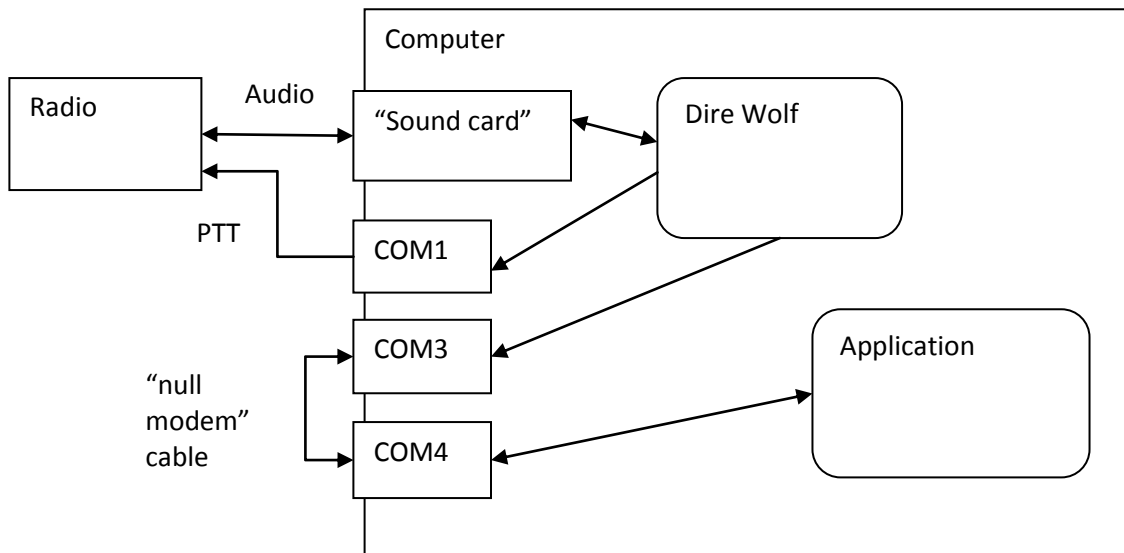 Computer
Radio
Audio
“Sound card”
Dire Wolf
PTT
COM1
COM3
Application
“null
modem”
cable
COM4